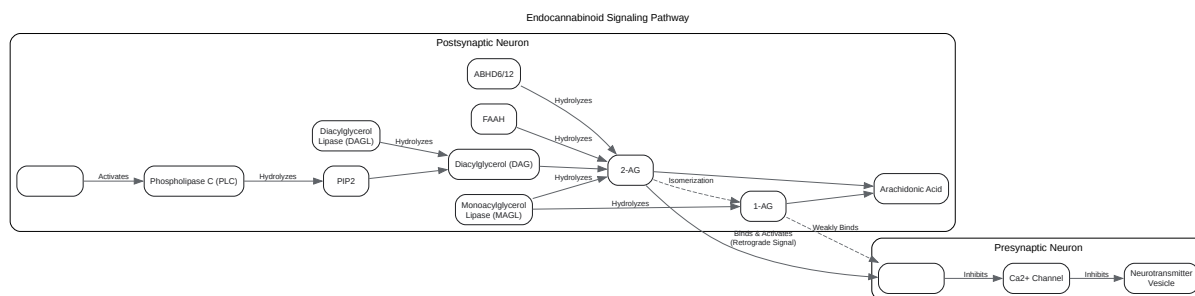 Endocannabinoid Signaling Pathway
Postsynaptic Neuron
ABHD6/12
Hydrolyzes
FAAH
Hydrolyzes
Diacylglycerol
Lipase (DAGL)
Hydrolyzes
Diacylglycerol (DAG)
2-AG
Activates
Phospholipase C (PLC)
Hydrolyzes
PIP2
Hydrolyzes
Isomerization
Arachidonic Acid
Monoacylglycerol
Lipase (MAGL)
Hydrolyzes
1-AG
Binds & Activates
(Retrograde Signal)
Weakly Binds
Presynaptic Neuron
Inhibits
Ca2+ Channel
Inhibits
Neurotransmitter
Vesicle